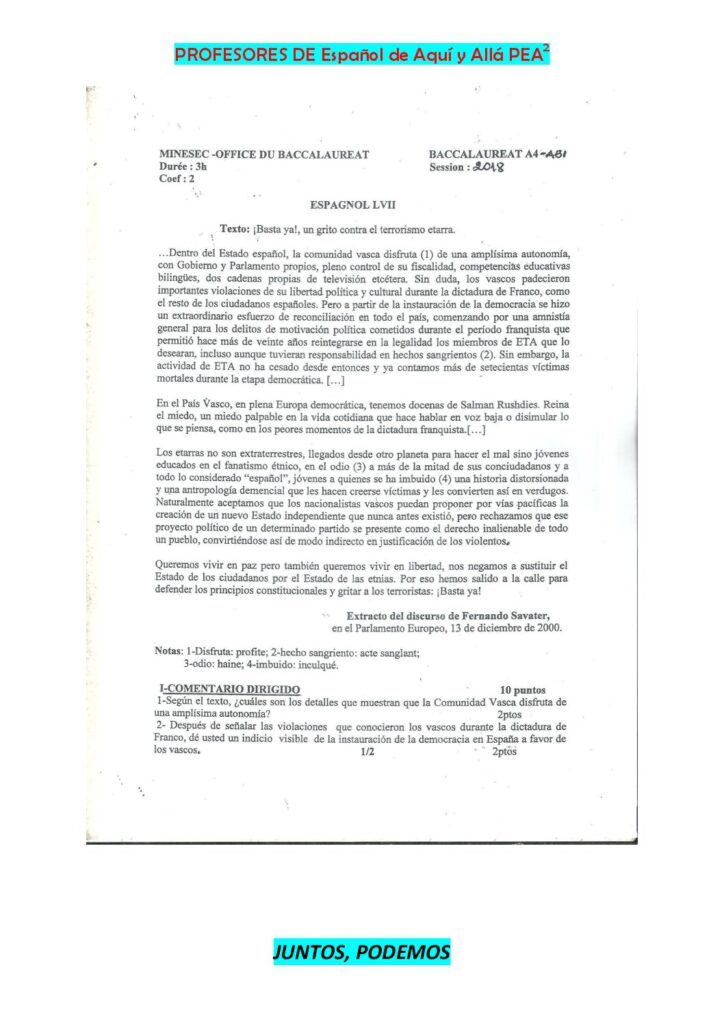 PROFESORES DE Español de Aquí y Allá PEA²
MINESEC -OFFICE DU BACCALAUREAT
BACCALAUREAT A4-ABI
Durée : 3h
Session : 2018
Coef : 2
ESPAGNOL LVII
Texto: ¡Basta ya!, un grito contra el terrorismo etarra.
…Dentro del Estado español, la comunidad vasca disfruta (1) de una amplísima autonomía,
con Gobierno y Parlamento propios, pleno control de su fiscalidad, competencias educativas
bilingües, dos cadenas propias de televisión etcétera. Sin duda, los vascos padecieron
importantes violaciones de su libertad política y cultural durante la dictadura de Franco, como
el resto de los ciudadanos españoles. Pero a partir de la instauración de la democracia se hizo
un extraordinario esfuerzo de reconciliación en todo el país, comenzando por una amnistía
general para los delitos de motivación política cometidos durante el período franquista que
permitió hace más de veinte años reintegrarse en la legalidad los miembros de ETA que lo
desearan, incluso aunque tuvieran responsabilidad en hechos sangrientos (2). Sin embargo, la
actividad de ETA no ha cesado desde entonces y ya contamos más de setecientas víctimas
mortales durante la etapa democrática. [...]
En el País Vasco, en plena Europa democrática, tenemos docenas de Salman Rushdies. Reina
el miedo, un miedo palpable en la vida cotidiana que hace hablar en voz baja o disimular lo
que se piensa, como en los peores momentos de la dictadura franquista.[...]
Los etarras no son extraterrestres, llegados desde otro planeta para hacer el mal sino jóvenes
educados en el fanatismo étnico, en el odio (3) a más de la mitad de sus conciudadanos y a
todo lo considerado “español”, jóvenes a quienes se ha imbuido (4) una historia distorsionada
y una antropología demencial que les hacen creerse víctimas y les convierten así en verdugos.
Naturalmente aceptamos que los nacionalistas vascos puedan proponer por vías pacíficas la
creación de un nuevo Estado independiente que nunca antes existió, pero rechazamos que ese
proyecto político de un determinado partido se presente como el derecho inalienable de todo
un pueblo, convirtiéndose así de modo indirecto en justificación de los violentos.
Queremos vivir en paz pero también queremos vivir en libertad, nos negamos a sustituir el
Estado de los ciudadanos por el Estado de las etnias. Por eso hemos salido a la calle para
defender los principios constitucionales y gritar a los terroristas: ¡Basta ya!
Extracto del discurso de Fernando Savater,
en el Parlamento Europeo, 13 de diciembre de 2000.
Notas: 1-Disfruta: profite; 2-hecho sangriento: acte sanglant;
3-odio: haine; 4-imbuido: inculqué.
I-COMENTARIO DIRIGIDO 10 puntos
1-Según el texto, ¿cuáles son los detalles que muestran que la Comunidad Vasca disfruta de
una amplísima autonomía? 2ptos
2- Después de señalar las violaciones que conocieron los vascos durante la dictadura de
Franco, dé usted un indicio visible de la instauración de la democracia en España a favor de
los vascos. 1/2 2ptos
JUNTOS, PODEMOS